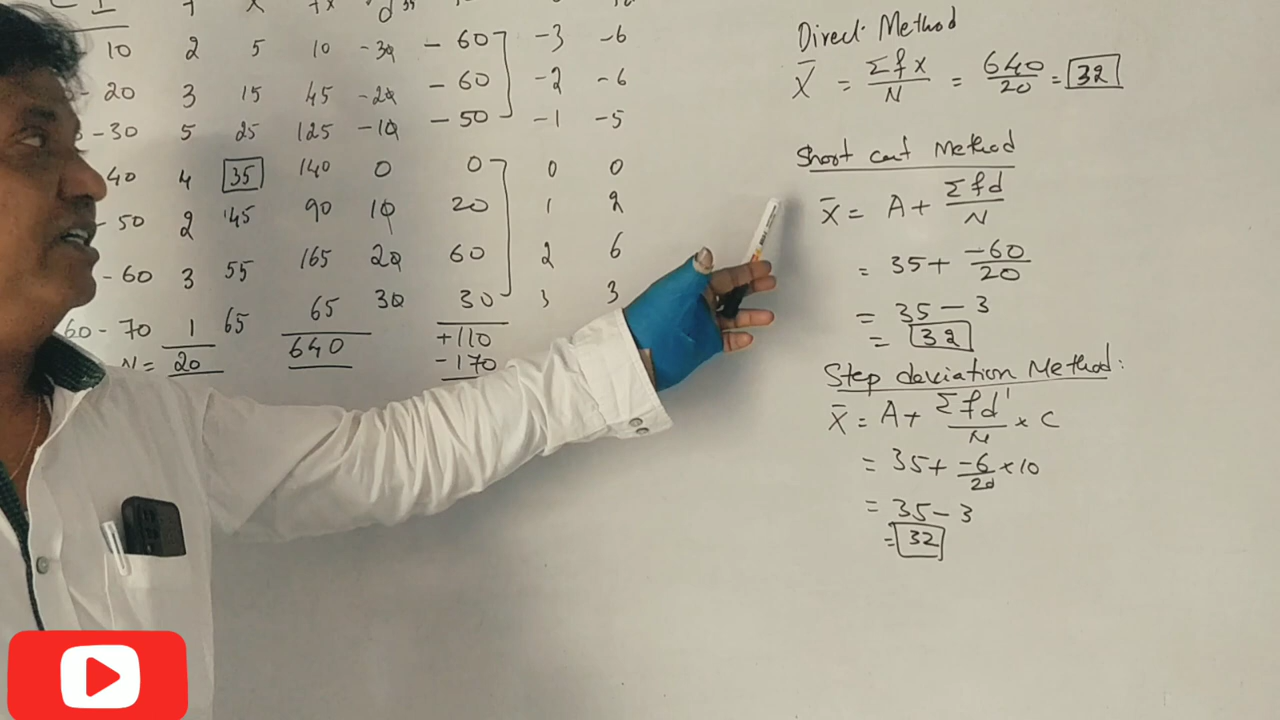 10 2 5 10 -30 -60 -3 -6
-20 3 15 45 -20 -60 -2 -6
-30 5 25 125 -10 -50 -1 -5
40 4 35 140 0 0 0 0
-50 2 45 90 10 20 1 2
-60 3 55 165 20 60 2 6
60-70 1 65 65 30 30 3 3
N= 20 640 +110
-170
Direct Method
X̄ = Σfx/N = 640/20 = 32
Short cut Method
X̄ = A + Σfd/N
= 35 + -60/20
= 35 - 3
= 32
Step deviation Method:
X̄ = A + Σfd'/N × C
= 35 + -6/20 × 10
= 35 - 3
= 32